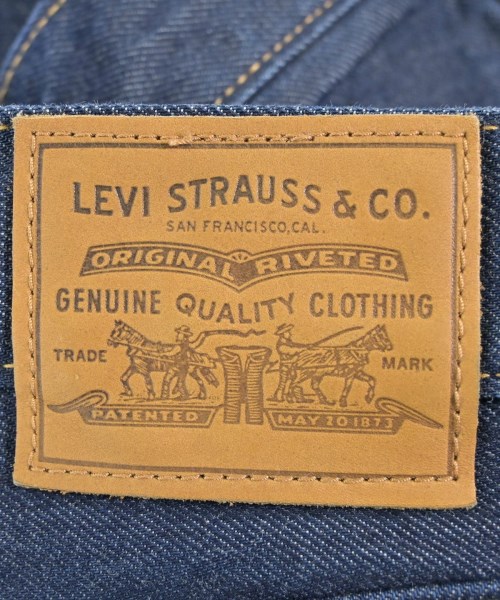 LEVI STRAUSS & CO.
SAN FRANCISCO, CAL.
ORIGINAL RIVETED
GENUINE QUALITY CLOTHING
TRADE MARK
PATENTED MAY 20 1873